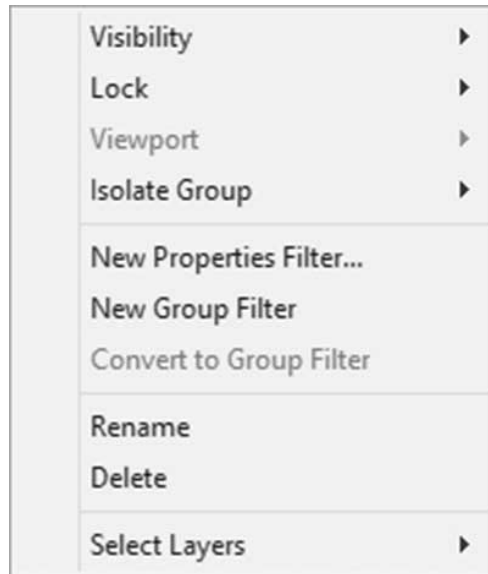 Visibility
Lock
Viewport
Isolate Group
New Properties Filter...
New Group Filter
Convert to Group Filter
Rename
Delete
Select Layers